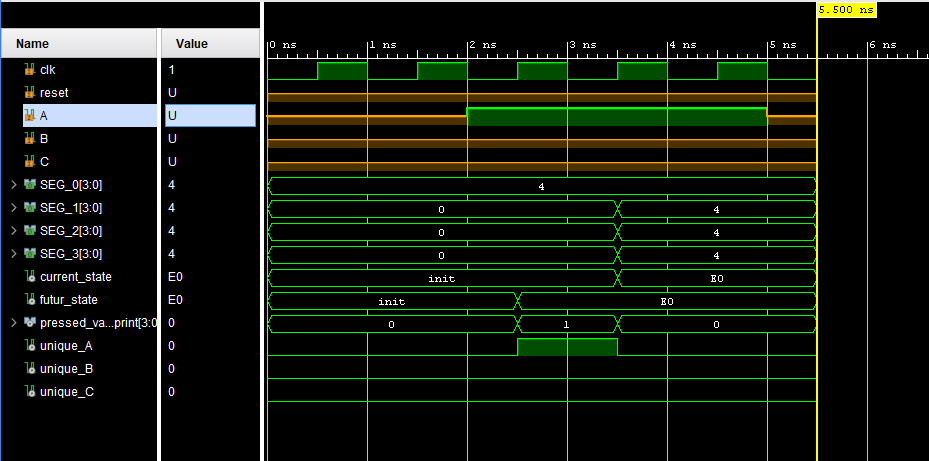 5.500 ns
Name Value
0 ns 1 ns 2 ns 3 ns 4 ns 5 ns 6 ns
clk 1
reset U
A U
B U
C U
SEG_0[3:0] 4 4
SEG_1[3:0] 4 0 4
SEG_2[3:0] 4 0 4
SEG_3[3:0] 4 0 4
current_state E0 init E0
futur_state E0 init E0
pressed_va...print[3:0 0 0 1 0
unique_A 0
unique_B 0
unique_C 0